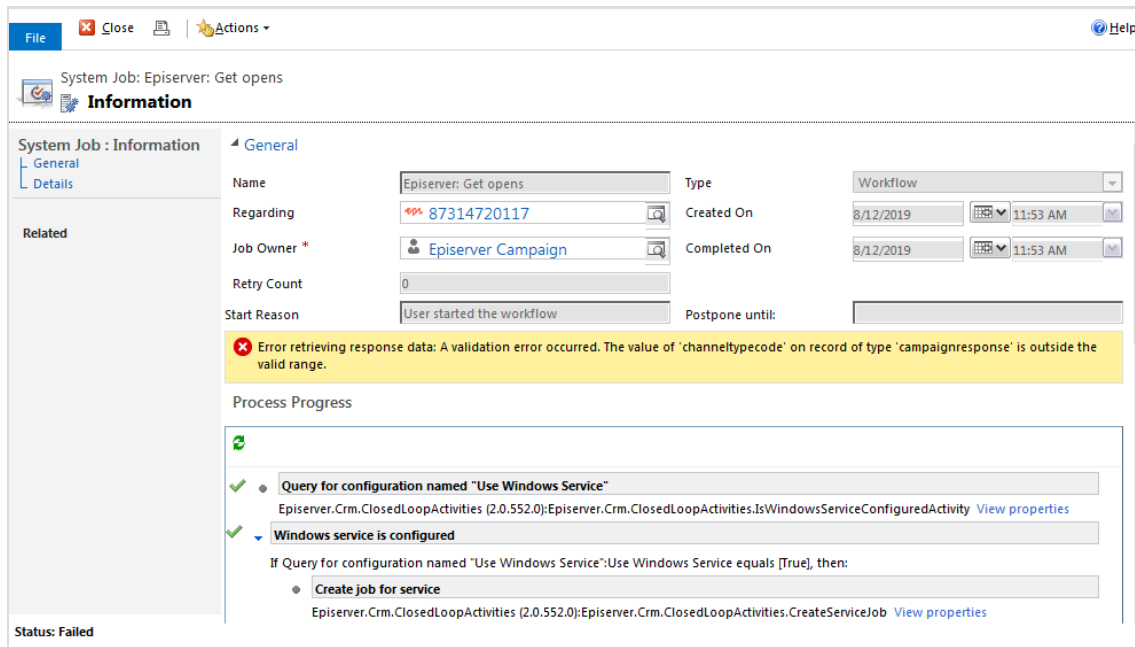 File
Close
Actions
Help
System Job: Episerver: Get opens
Information
System Job : Information
General
Details
Related
General
Name Episerver: Get opens Type Workflow
Regarding 87314720117 Created On 8/12/2019 11:53 AM
Job Owner * Episerver Campaign Completed On 8/12/2019 11:53 AM
Retry Count 0
Start Reason User started the workflow Postpone until:
Error retrieving response data: A validation error occurred. The value of 'channeltypecode' on record of type 'campaignresponse' is outside the
valid range.
Process Progress
Query for configuration named "Use Windows Service"
Episerver.Crm.ClosedLoopActivities (2.0.552.0):Episerver.Crm.ClosedLoopActivities.IsWindowsServiceConfiguredActivity View properties
Windows service is configured
If Query for configuration named "Use Windows Service":Use Windows Service equals [True], then:
Create job for service
Episerver.Crm.ClosedLoopActivities (2.0.552.0):Episerver.Crm.ClosedLoopActivities.CreateServiceJob View properties
Status: Failed